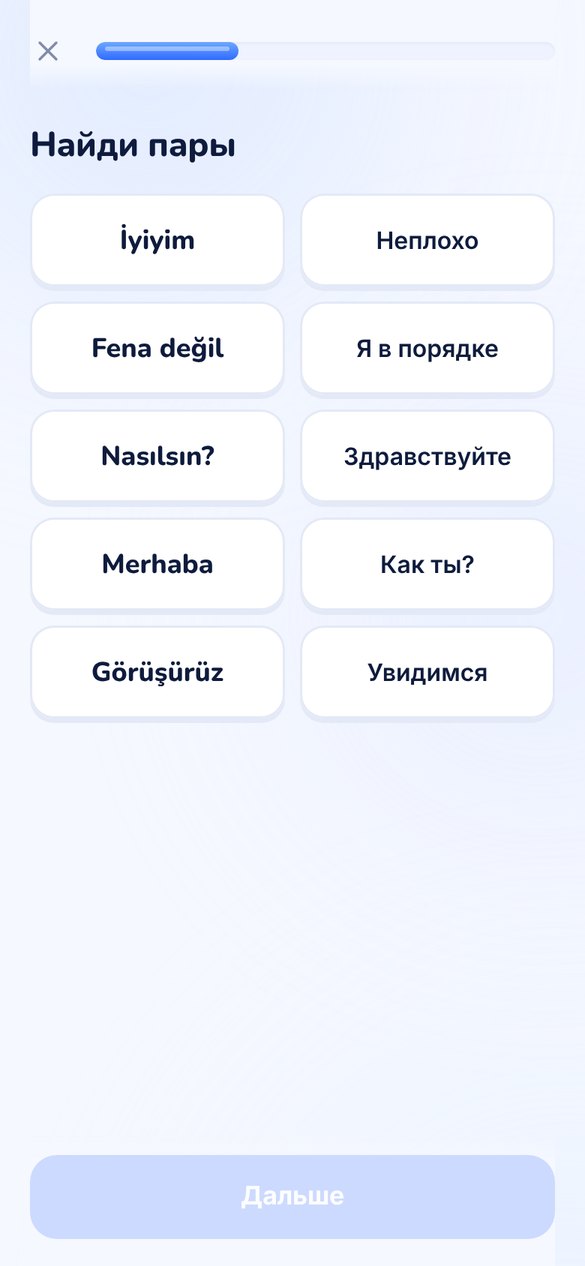 Найди пары
İyiyim
Неплохо
Fena değil
Я в порядке
Nasılsın?
Здравствуйте
Merhaba
Как ты?
Görüşürüz
Увидимся
Дальше